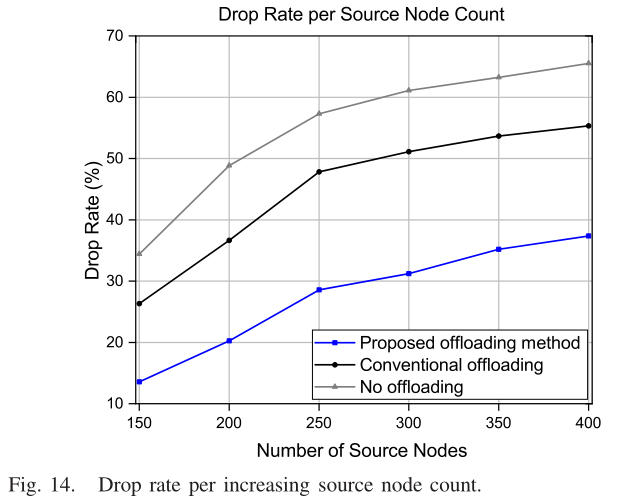 Drop Rate per Source Node Count
70
60
50
40
30
20
10
Drop Rate (%)
Proposed offloading method
Conventional offloading
No offloading
150 200 250 300 350 400
Number of Source Nodes
Fig. 14. Drop rate per increasing source node count.